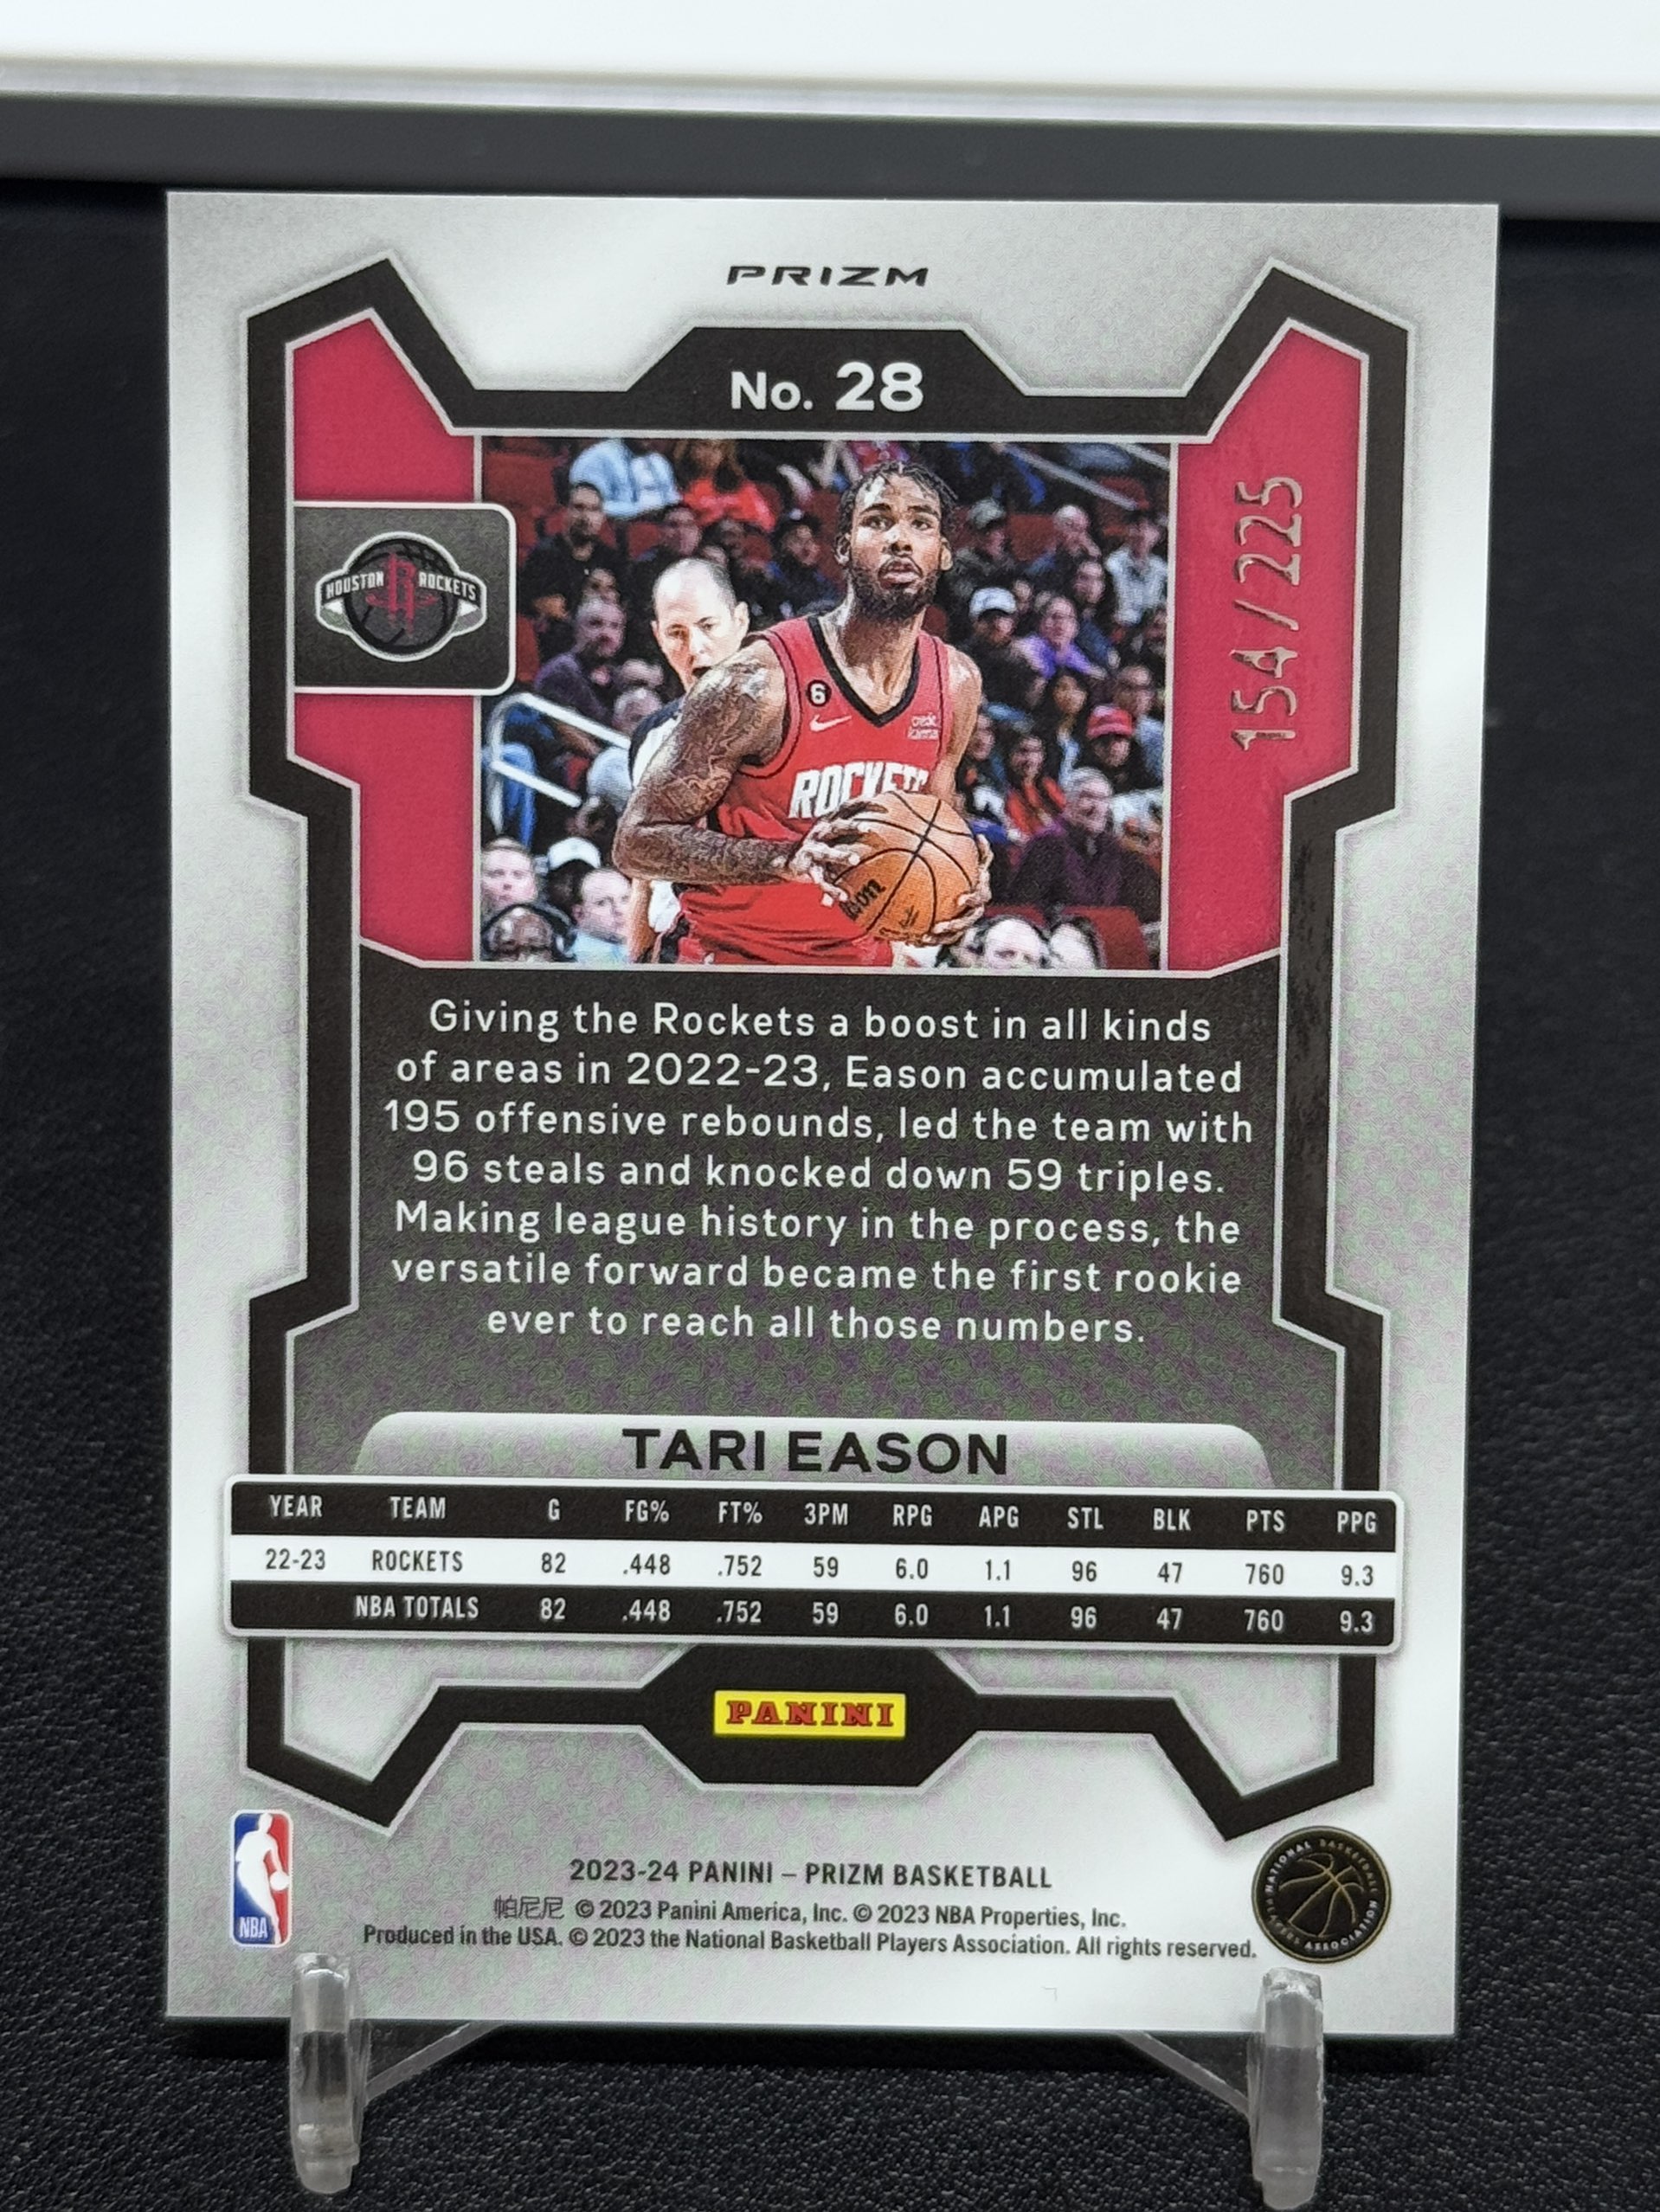 PRIZM
No. 28
154/225
HOUSTON ROCKETS
6
ROCKETS
Giving the Rockets a boost in all kinds
of areas in 2022-23, Eason accumulated
195 offensive rebounds, led the team with
96 steals and knocked down 59 triples.
Making league history in the process, the
versatile forward became the first rookie
ever to reach all those numbers.
TARI EASON
YEAR TEAM G FG% FT% 3PM RPG APG STL BLK PTS PPG
22-23 ROCKETS 82 .448 .752 59 6.0 1.1 96 47 760 9.3
NBA TOTALS 82 .448 .752 59 6.0 1.1 96 47 760 9.3
PANINI
2023-24 PANINI – PRIZM BASKETBALL
帕尼尼 © 2023 Panini America, Inc. © 2023 NBA Properties, Inc.
Produced in the USA. © 2023 the National Basketball Players Association. All rights reserved.
NBA
NATIONAL BASKETBALL PLAYERS ASSOCIATION